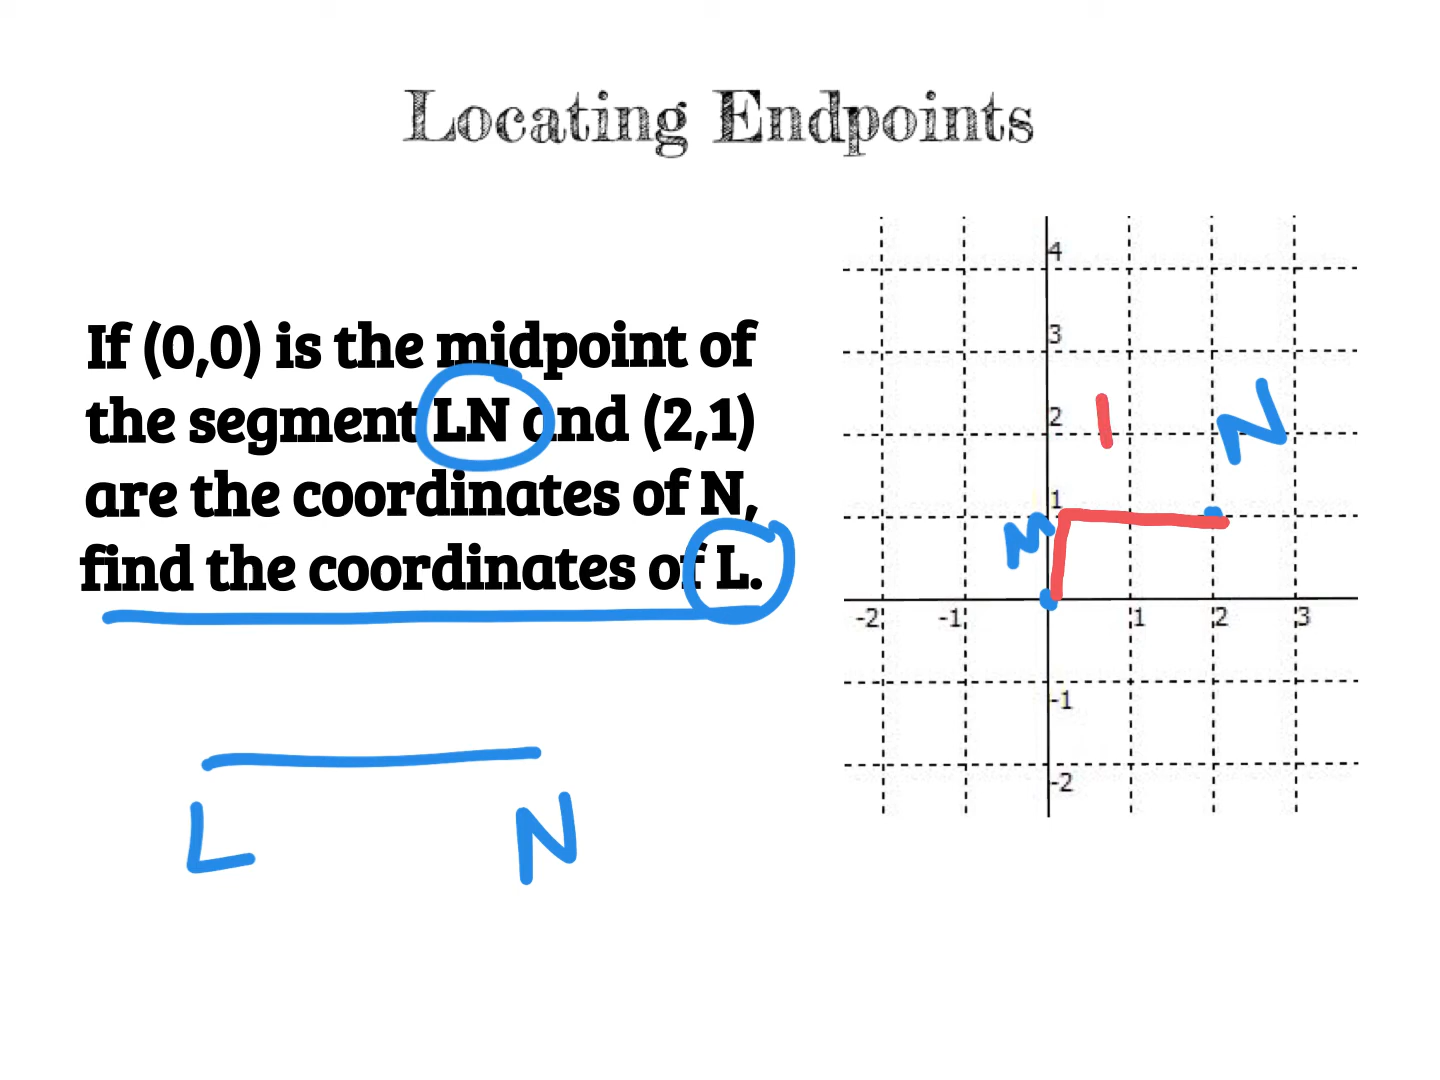 Locating Endpoints
If (0,0) is the midpoint of
the segment LN and (2,1)
are the coordinates of N,
find the coordinates of L.
L N
4
3
2
1
1 N
M
-2 -1 1 2 3
-1
-2